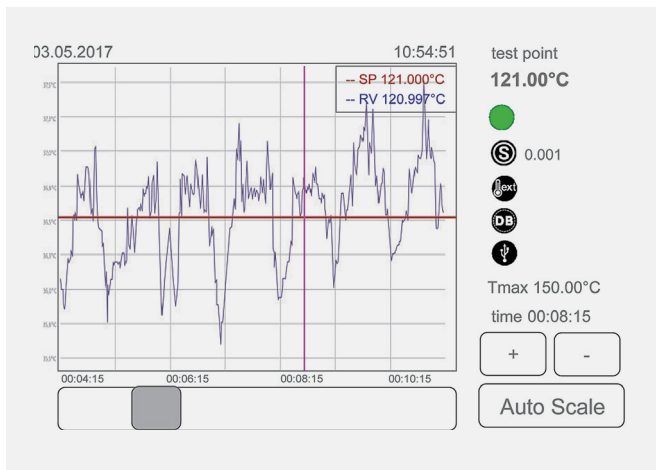 03.05.2017
10:54:51
-- SP 121.000°C
-- RV 120.997°C
00:04:15
00:06:15
00:08:15
00:10:15
test point
121.00°C
S
0.001
ext
DB
Tmax 150.00°C
time 00:08:15
+
-
Auto Scale